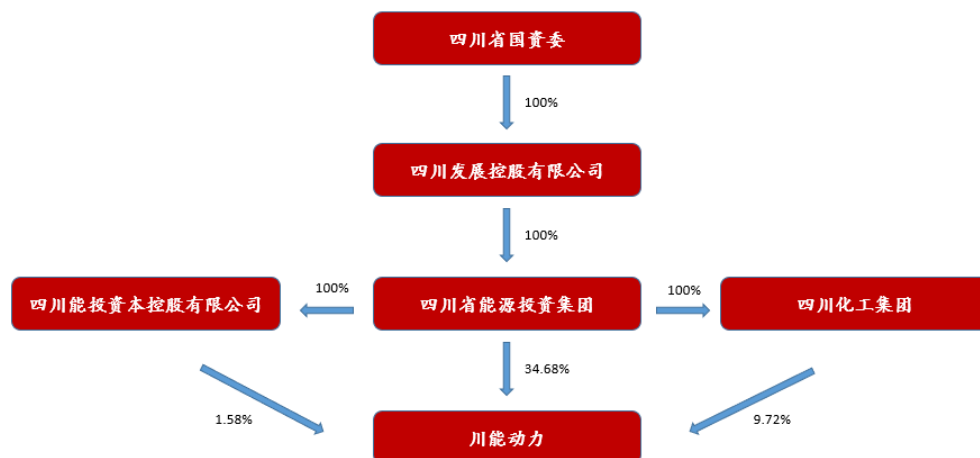 四川省国资委
100%
四川发展控股有限公司
100%
四川能投资本控股有限公司
100%
四川省能源投资集团
100%
四川化工集团
34.68%
1.58%
9.72%
川能动力